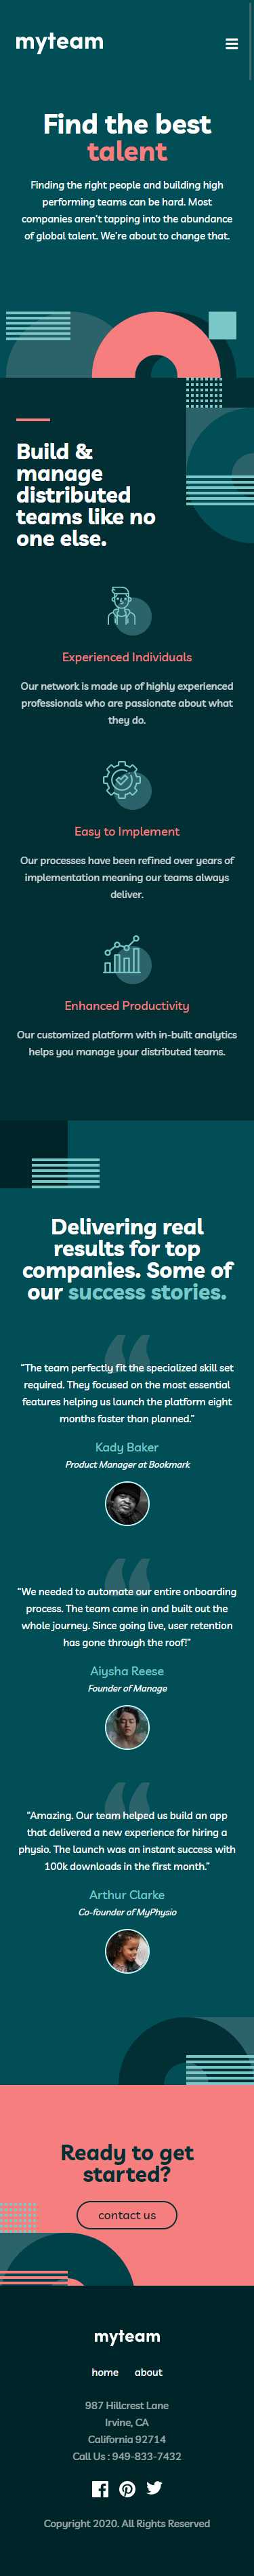 myteam
Find the best
talent
Finding the right people and building high
performing teams can be hard. Most
companies aren't tapping into the abundance
of global talent. We're about to change that.
Build &
manage
distributed
teams like no
one else.
Experienced Individuals
Our network is made up of highly experienced
professionals who are passionate about what
they do.
Easy to Implement
Our processes have been refined over years of
implementation meaning our teams always
deliver.
Enhanced Productivity
Our customized platform with in-built analytics
helps you manage your distributed teams.
Delivering real
results for top
companies. Some of
our success stories.
“The team perfectly fit the specialized skill set
required. They focused on the most essential
features helping us launch the platform eight
months faster than planned.”
Kady Baker
Product Manager at Bookmark
“We needed to automate our entire onboarding
process. The team came in and built out the
whole journey. Since going live, user retention
has gone through the roof!”
Aiysha Reese
Founder of Manage
“Amazing. Our team helped us build an app
that delivered a new experience for hiring a
physio. The launch was an instant success with
100k downloads in the first month.”
Arthur Clarke
Co-founder of MyPhysio
Ready to get
started?
contact us
myteam
home about
987 Hillcrest Lane
Irvine, CA
California 92714
Call Us : 949-833-7432
Copyright 2020. All Rights Reserved